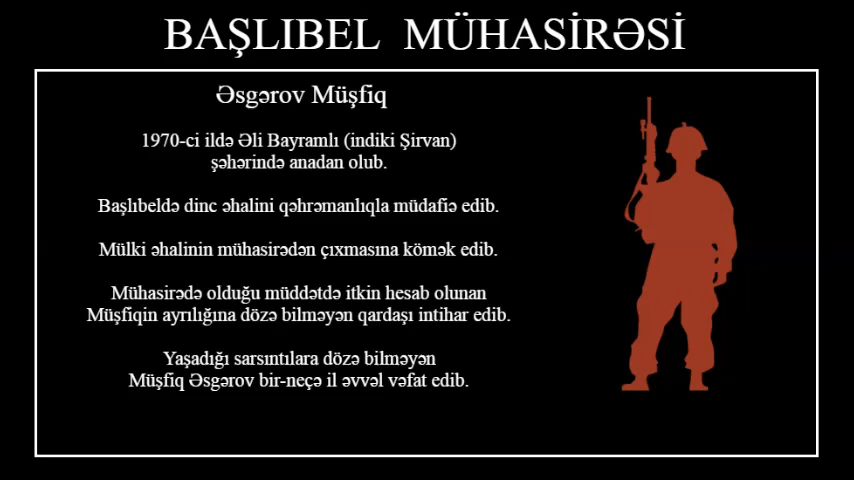 BAŞLIBEL MÜHASİRƏSİ
Əsgərov Müşfiq
1970-ci ildə Əli Bayramlı (indiki Şirvan)
şəhərində anadan olub.
Başlıbeldə dinc əhalini qəhrəmanlıqla müdafiə edib.
Mülki əhalinin mühasirədən çıxmasına kömək edib.
Mühasirədə olduğu müddətdə itkin hesab olunan
Müşfiqin ayrılığına dözə bilməyən qardaşı intihar edib.
Yaşadığı sarsıntılara dözə bilməyən
Müşfiq Əsgərov bir-neçə il əvvəl vəfat edib.